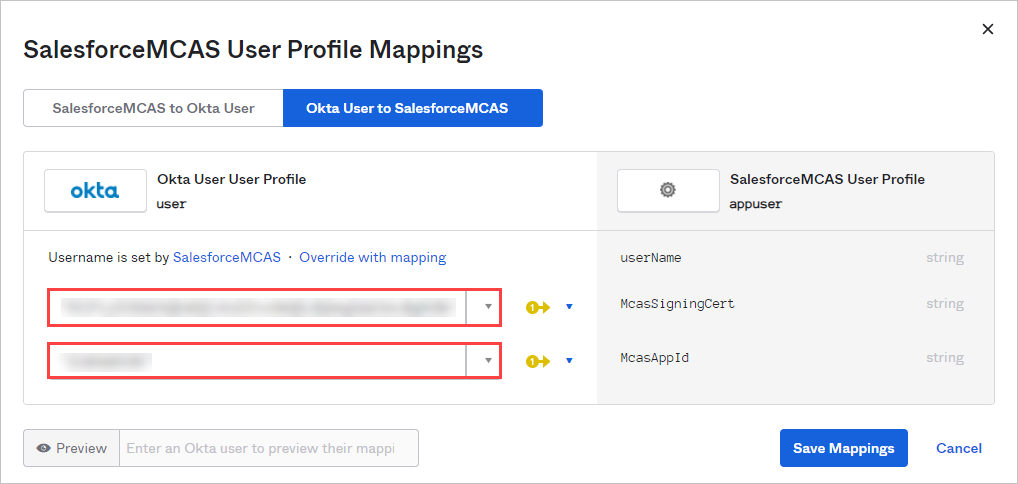 SalesforceMCAS User Profile Mappings
SalesforceMCAS to Okta User
Okta User to SalesforceMCAS
okta
Okta User User Profile
user
SalesforceMCAS User Profile
appuser
Username is set by SalesforceMCAS · Override with mapping
userName
string
1
McasSigningCert
string
1
McasAppId
string
Preview
Enter an Okta user to preview their mappi
Save Mappings
Cancel